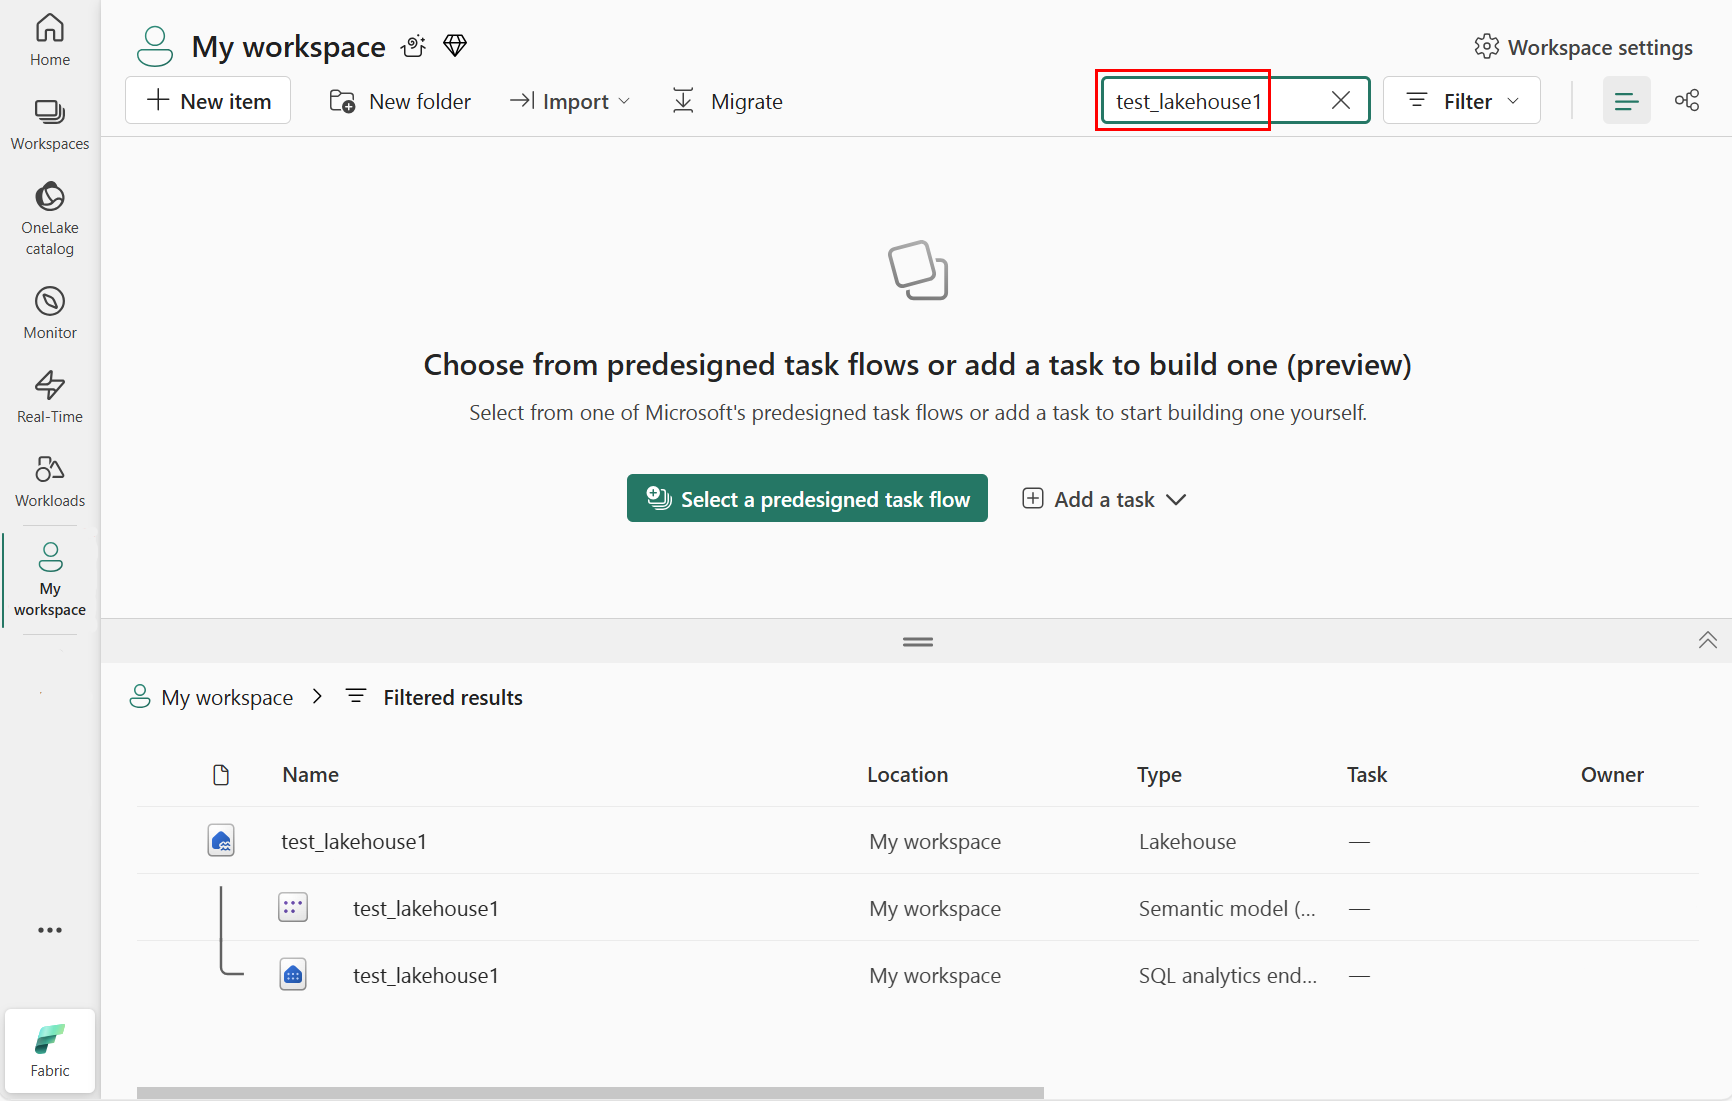 Home
Workspaces
OneLake
catalog
Monitor
Real-Time
Workloads
My
workspace
Fabric
My workspace
Workspace settings
New item
New folder
Import
Migrate
test_lakehouse1
Filter
Choose from predesigned task flows or add a task to build one (preview)
Select from one of Microsoft's predesigned task flows or add a task to start building one yourself.
Select a predesigned task flow
Add a task
My workspace > Filtered results
Name Location Type Task Owner
test_lakehouse1 My workspace Lakehouse —
test_lakehouse1 My workspace Semantic model (... —
test_lakehouse1 My workspace SQL analytics end... —